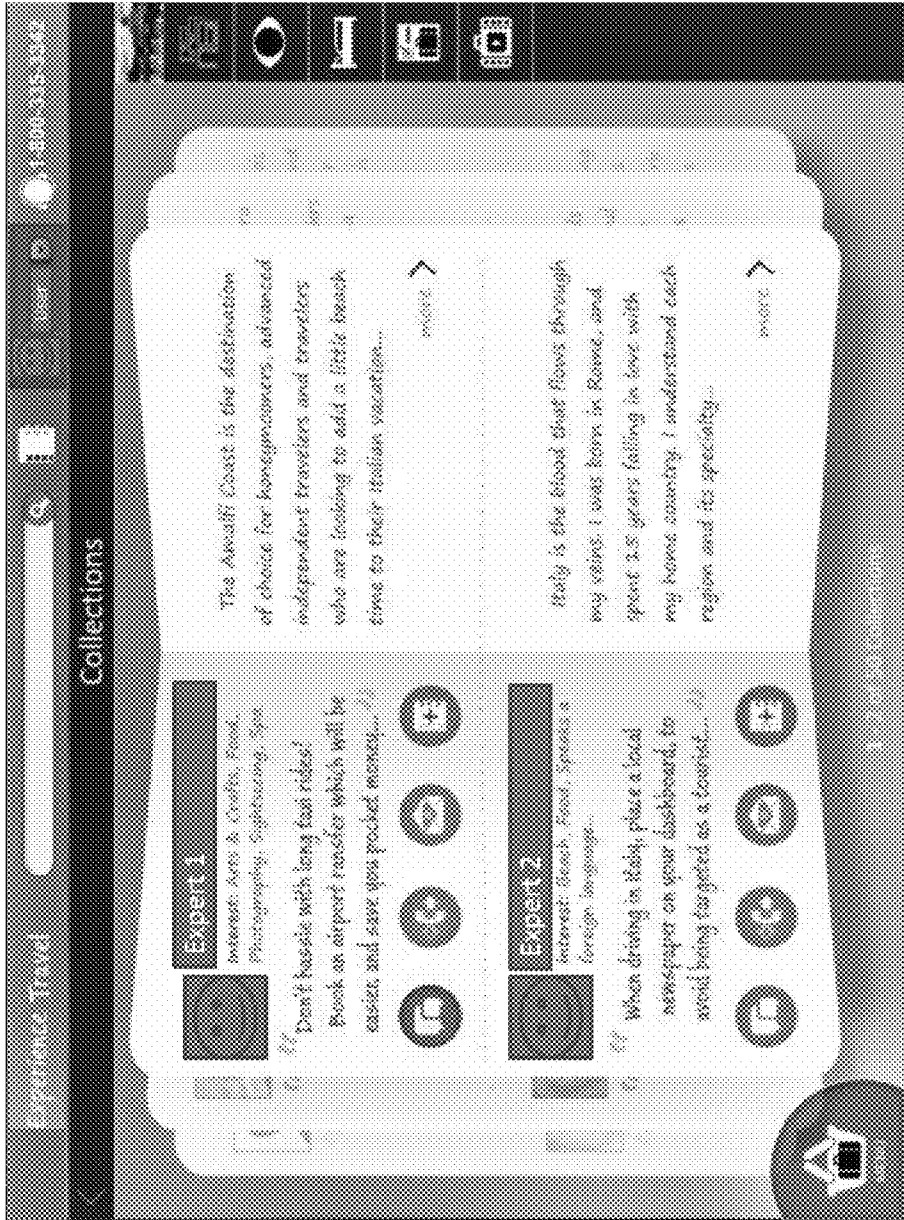 Experience Travel
1-800-315-1242
Collections
Expert 1
Interest: Arts & Crafts, Food,
Photography, Sightseeing, Spa
Don't hassle with long taxi rides!
Book an airport transfer which will be
easier, and save you pocket money...
The Amalfi Coast is the destination
of choice for honeymooners, advanced
independent travelers and travelers
who are looking to add a little beach
time to their Italian vacation...
more
Expert 2
Interest: Beach, Food, Speaks a
foreign language...
When driving in Italy, place a local
newspaper on your dashboard, to
avoid being targeted as a tourist...
Italy is the blood that flows through
my veins. I was born in Rome, and
spent 25 years falling in love with
my home country. I understand each
region and its specialty...
more